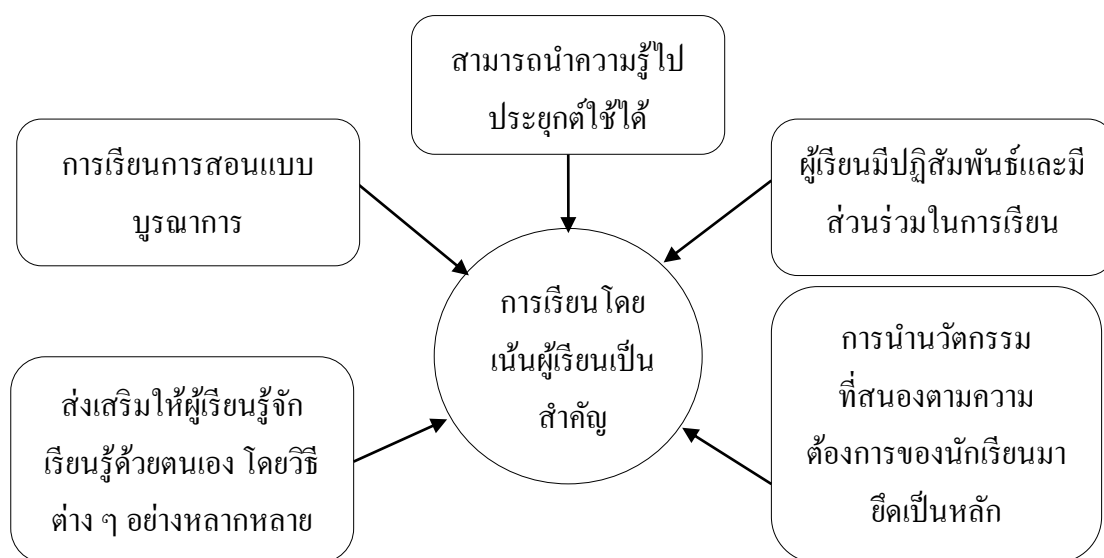 สามารถนำความรู้ไป
ประยุกต์ใช้ได้
การเรียนการสอนแบบ
บูรณาการ
ผู้เรียนมีปฏิสัมพันธ์และมี
ส่วนร่วมในการเรียน
การเรียนโดย
เน้นผู้เรียนเป็น
สำคัญ
ส่งเสริมให้ผู้เรียนรู้จัก
เรียนรู้ด้วยตนเอง โดยวิธี
ต่าง ๆ อย่างหลากหลาย
การนำนวัตกรรม
ที่สนองตามความ
ต้องการของนักเรียนมา
ยึดเป็นหลัก